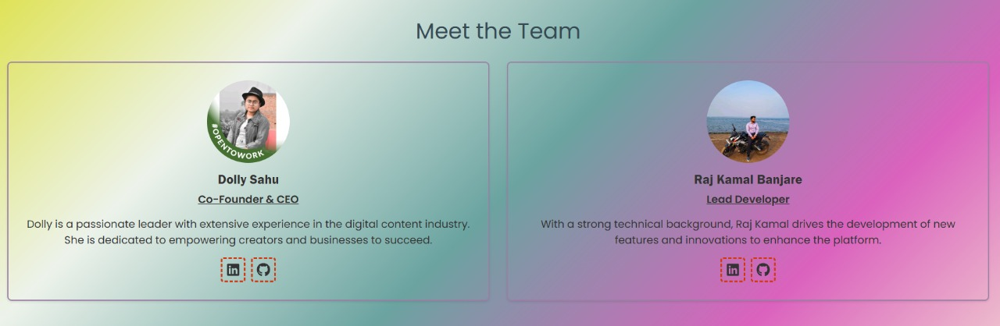 Meet the Team
#OPENTOWORK
Dolly Sahu
Co-Founder & CEO
Dolly is a passionate leader with extensive experience in the digital content industry.
She is dedicated to empowering creators and businesses to succeed.
in
Raj Kamal Banjare
Lead Developer
With a strong technical background, Raj Kamal drives the development of new
features and innovations to enhance the platform.
in